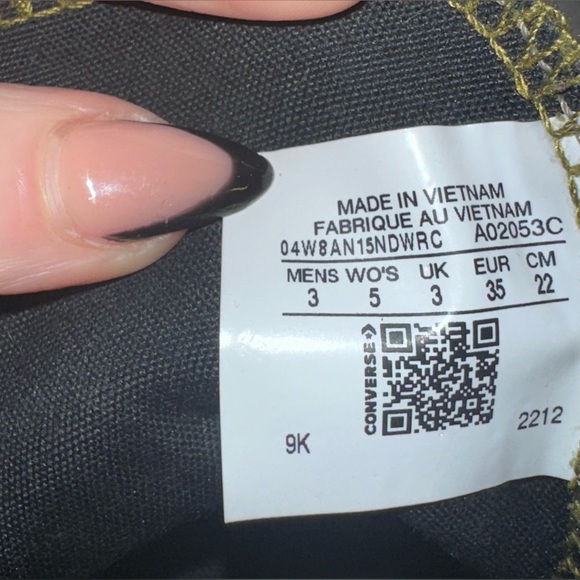 MADE IN VIETNAM
FABRIQUE AU VIETNAM
04W8AN15NDWRC A02053C
MENS WO'S UK EUR CM
3 5 3 35 22
CONVERSE
9K 2212